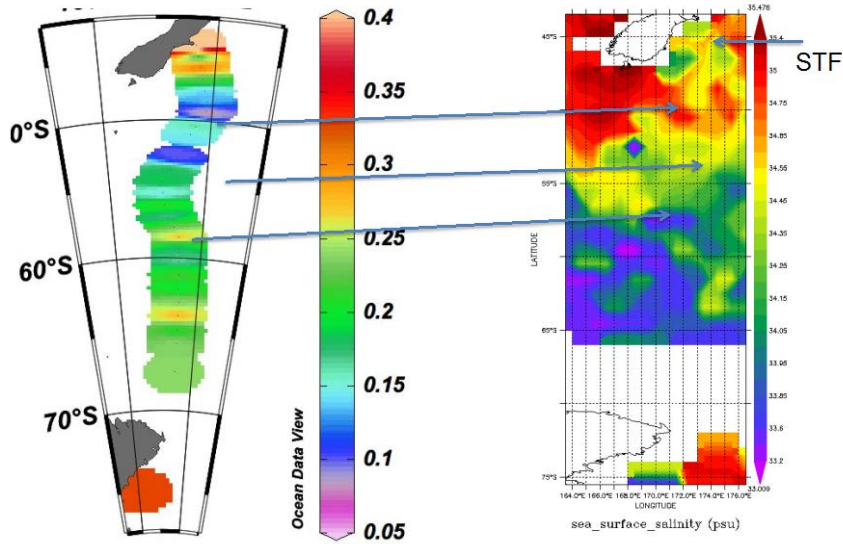 0°S
60°S
70°S
0.4
0.3
0.25
0.2
0.15
0.1
0.05
Ocean Data View
STF
45°S
55°S
65°S
75°S
LATITUDE
164.0°E 166.0°E 168.0°E 170.0°E 172.0°E 174.0°E 176.0°E
LONGITUDE
sea_surface_salinity (psu)
35.476
35.4
35
34.75
34.85
34.55
34.45
34.35
34.25
34.15
34.05
33.95
33.85
33.6
33.2
33.009